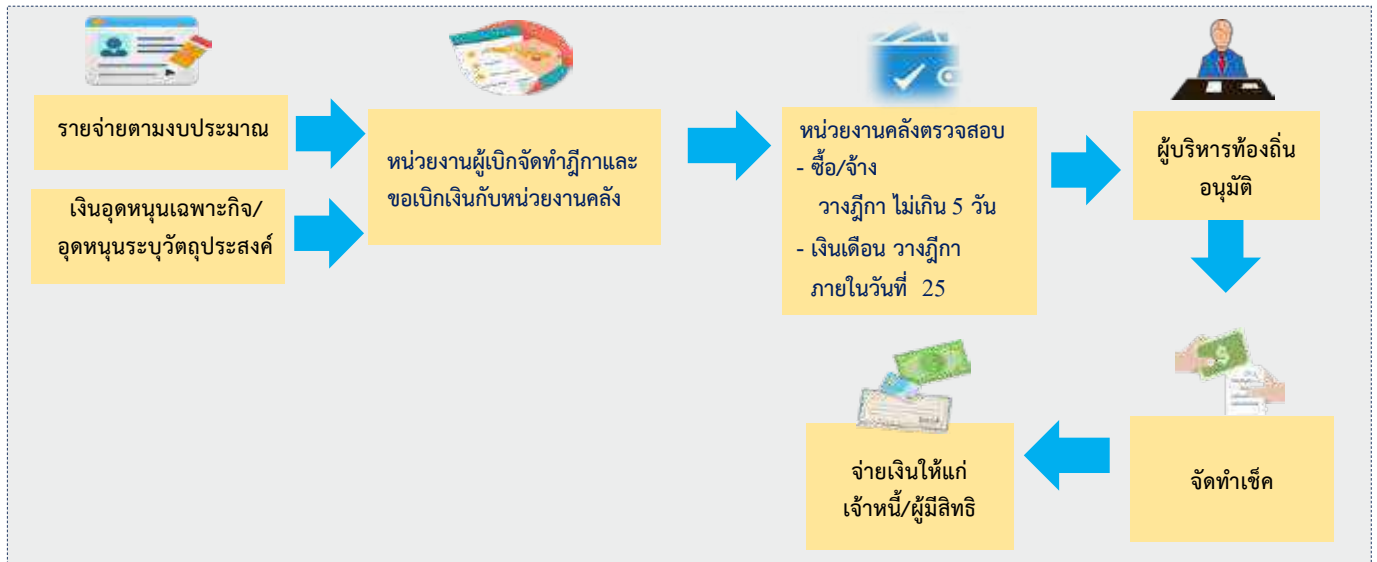 รายจ่ายตามงบประมาณ
เงินอุดหนุนเฉพาะกิจ/
อุดหนุนระบุวัตถุประสงค์
หน่วยงานผู้เบิกจัดทำฎีกาและ
ขอเบิกเงินกับหน่วยงานคลัง
หน่วยงานคลังตรวจสอบ
- ซื้อ/จ้าง
วางฎีกา ไม่เกิน 5 วัน
- เงินเดือน วางฎีกา
ภายในวันที่ 25
ผู้บริหารท้องถิ่น
อนุมัติ
จัดทำเช็ค
จ่ายเงินให้แก่
เจ้าหนี้/ผู้มีสิทธิ